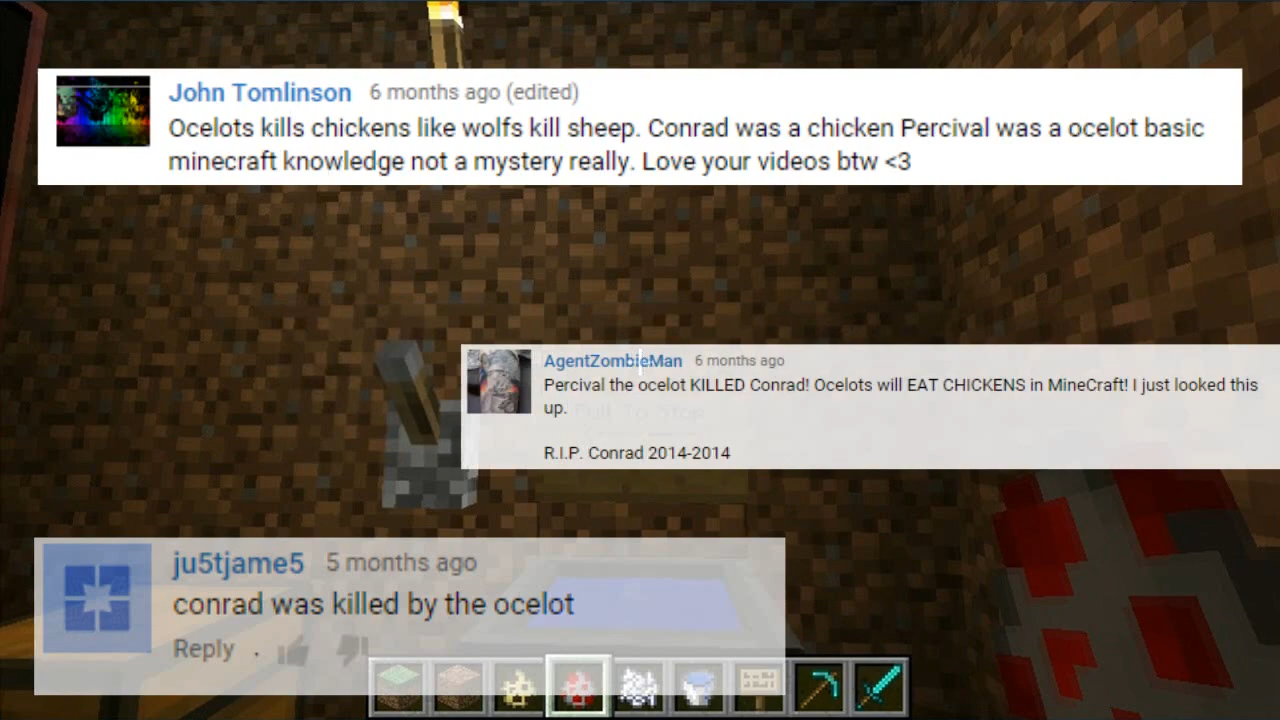 John Tomlinson 6 months ago (edited)
Ocelots kills chickens like wolfs kill sheep. Conrad was a chicken Percival was a ocelot basic
minecraft knowledge not a mystery really. Love your videos btw <3
AgentZombieMan 6 months ago
Percival the ocelot KILLED Conrad! Ocelots will EAT CHICKENS in MineCraft! I just looked this
up.
Pull To Stop
R.I.P. Conrad 2014-2014
ju5tjame5 5 months ago
conrad was killed by the ocelot
Reply .